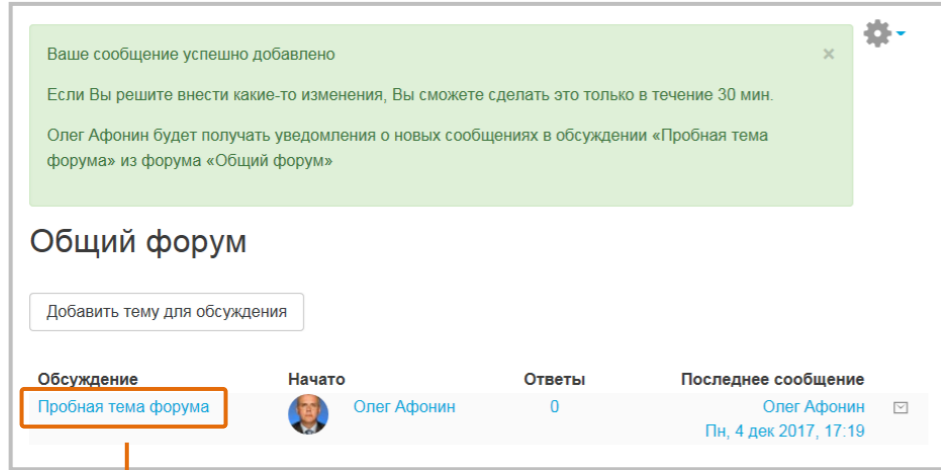 Ваше сообщение успешно добавлено
×
Если Вы решите внести какие-то изменения, Вы сможете сделать это только в течение 30 мин.
Олег Афонин будет получать уведомления о новых сообщениях в обсуждении «Пробная тема
форума» из форума «Общий форум»
Общий форум
Добавить тему для обсуждения
Обсуждение Начато Ответы Последнее сообщение
Пробная тема форума Олег Афонин 0 Олег Афонин
Пн, 4 дек 2017, 17:19